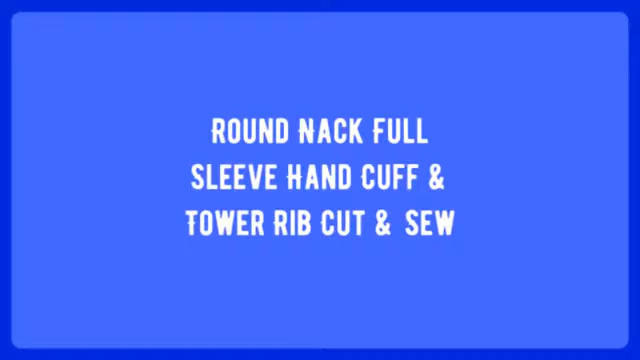 Round Nack Full
Sleeve Hand Cuff &
Tower Rib Cut & Sew